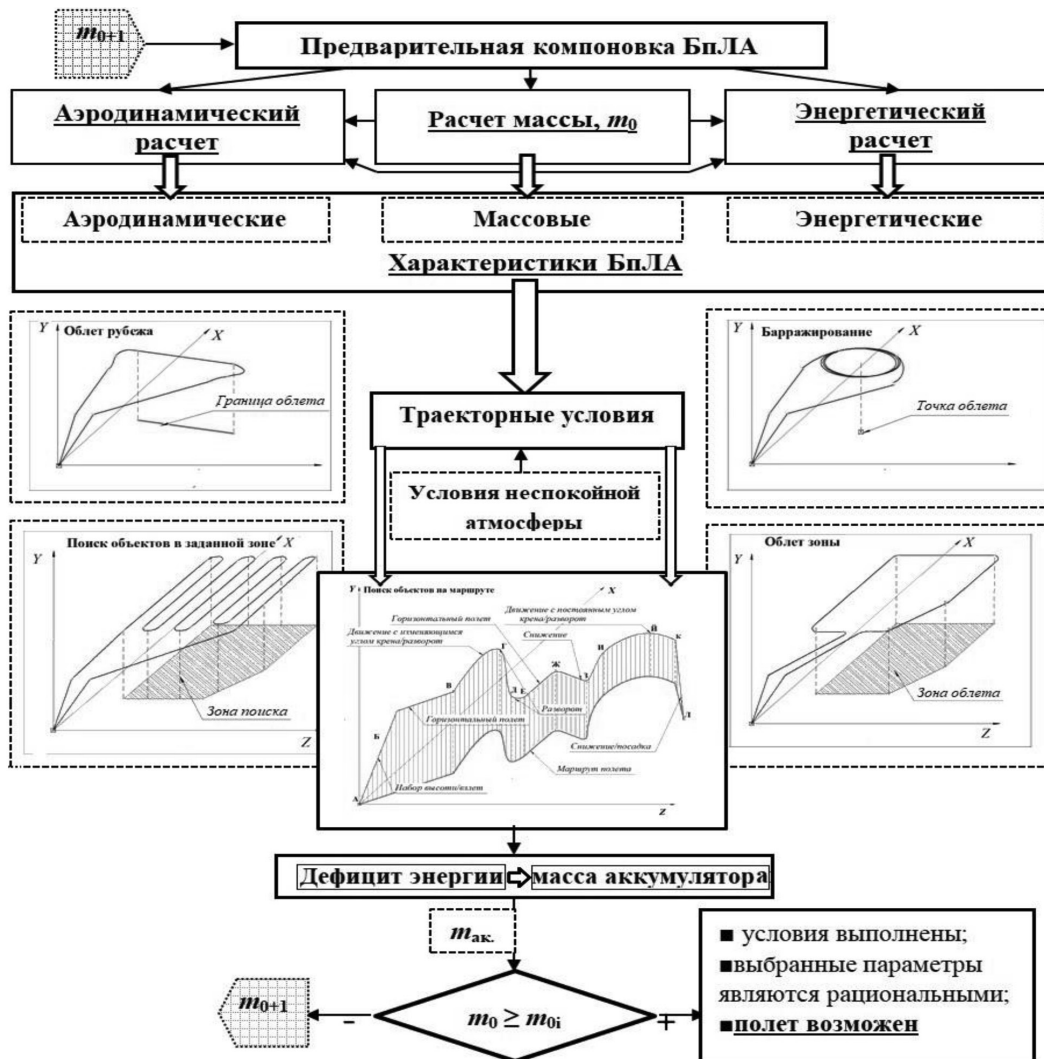 m0+1
Предварительная компоновка БпЛА
Аэродинамический
расчет
Расчет массы, m0
Энергетический
расчет
Аэродинамические
Массовые
Энергетические
Характеристики БпЛА
Y
Облет рубежа
X
Граница облета
Y
Барражирование
X
Точка облета
Траекторные условия
Условия неспокойной
атмосферы
Поиск объектов в заданной зоне
X
Y
Зона поиска
Z
Облет зоны
X
Y
Зона облета
Z
Y
Поиск объектов на маршруте
X
Горизонтальный полет
Движение с постоянным углом
крена/разворот
Движение с изменяющимся
углом крена/разворот
Снижение
А
Б
В
Г
Д
Е
Ж
З
И
Й
К
Л
Разворот
Горизонтальный полет
Снижение/посадка
Маршрут полета
Набор высоты/взлет
Z
Дефицит энергии
масса аккумулятора
mак.
m0+1
-
m0 ≥ m0i
+
■ условия выполнены;
■выбранные параметры
являются рациональными;
■полет возможен